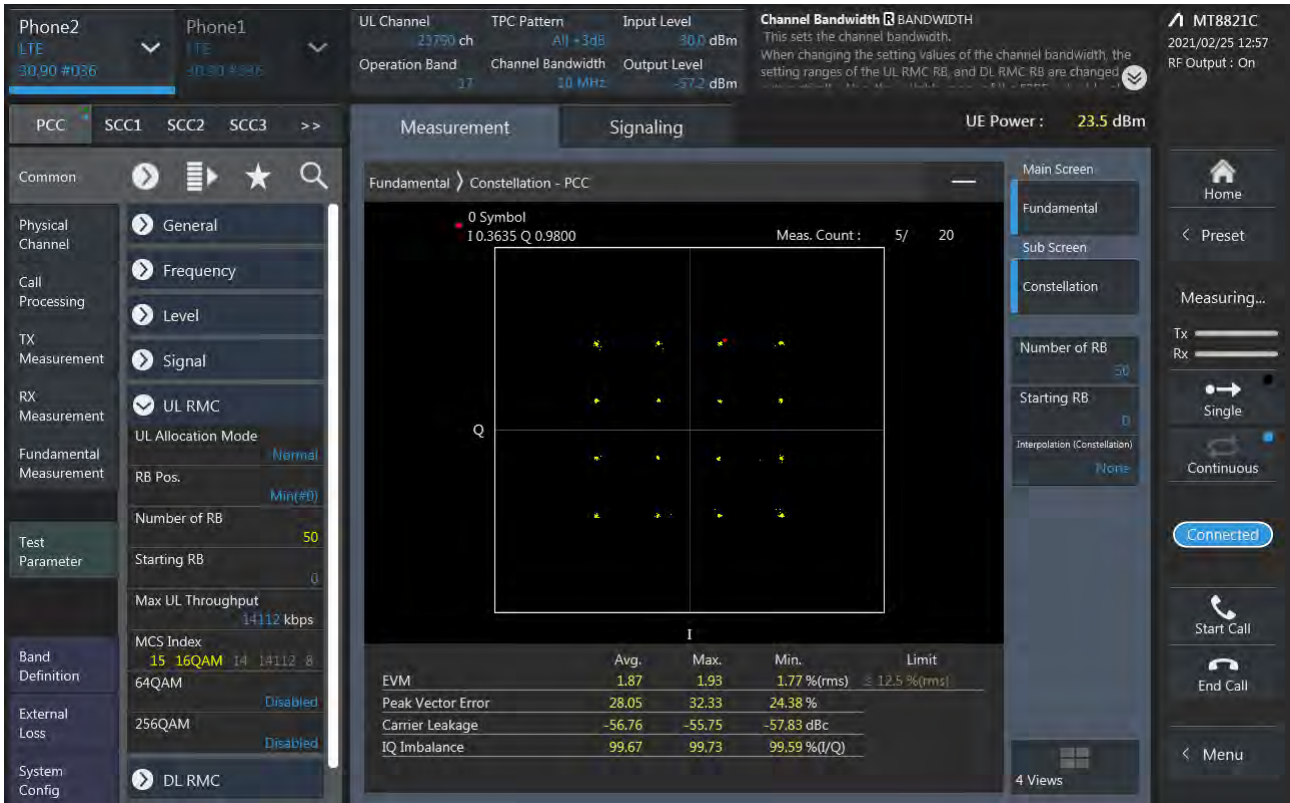 Phone2
LTE
30.90 #036
Phone1
LTE
30.90 #036
UL Channel
23790 ch
TPC Pattern
All +3dB
Input Level
30.0 dBm
Operation Band
17
Channel Bandwidth
10 MHz
Output Level
-57.2 dBm
Channel Bandwidth R BANDWIDTH
This sets the channel bandwidth.
When changing the setting values of the channel bandwidth, the
setting ranges of the UL RMC RB, and DL RMC RB are changed
MT8821C
2021/02/25 12:57
RF Output : On
PCC SCC1 SCC2 SCC3 >>
Measurement
Signaling
UE Power : 23.5 dBm
Common
Physical
Channel
Call
Processing
TX
Measurement
RX
Measurement
Fundamental
Measurement
Test
Parameter
Band
Definition
External
Loss
System
Config
General
Frequency
Level
Signal
UL RMC
UL Allocation Mode
Normal
RB Pos.
Min(#0)
Number of RB
50
Starting RB
0
Max UL Throughput
14112 kbps
MCS Index
15 16QAM 14 14112 8
64QAM
Disabled
256QAM
Disabled
DL RMC
Fundamental ⟩ Constellation - PCC
0 Symbol
I 0.3635 Q 0.9800
Meas. Count : 5/ 20
Q
I
Avg. Max. Min. Limit
EVM 1.87 1.93 1.77 %(rms) ≤ 12.5 %(rms)
Peak Vector Error 28.05 32.33 24.38 %
Carrier Leakage -56.76 -55.75 -57.83 dBc
IQ Imbalance 99.67 99.73 99.59 %(I/Q)
Main Screen
Fundamental
Sub Screen
Constellation
Number of RB
50
Starting RB
0
Interpolation (Constellation)
None
4 Views
Home
< Preset
Measuring...
Tx
Rx
Single
Continuous
Connected
Start Call
End Call
< Menu